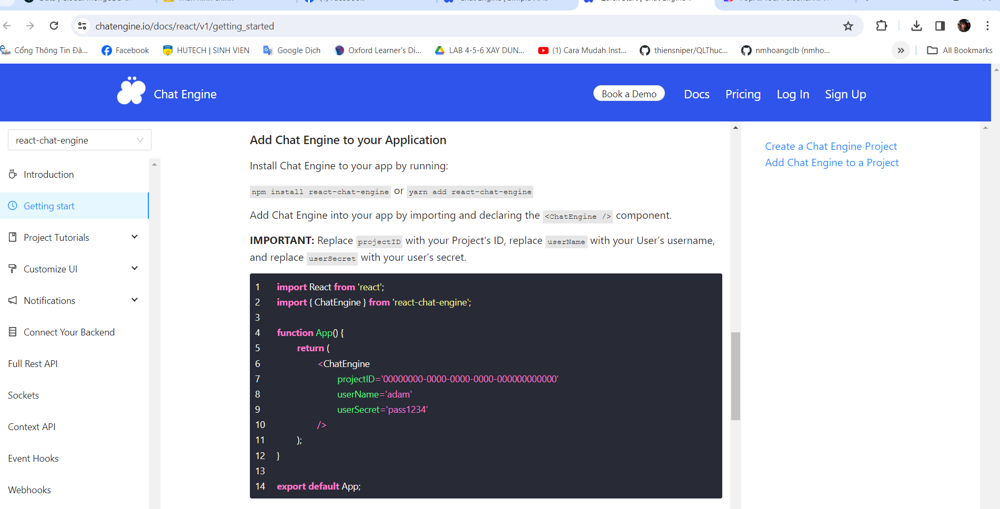 chatengine.io/docs/react/v1/getting_started
Cổng Thông Tin Đà...
Facebook
HUTECH | SINH VIEN
Google Dịch
Oxford Learner's Di...
LAB 4-5-6 XAY DUN...
(1) Cara Mudah Inst...
thiensniper/QLThuc...
nmhoangclb (nmho...
All Bookmarks
Chat Engine
Book a Demo
Docs
Pricing
Log In
Sign Up
react-chat-engine
Introduction
Getting start
Project Tutorials
Customize UI
Notifications
Connect Your Backend
Full Rest API
Sockets
Context API
Event Hooks
Webhooks
Add Chat Engine to your Application
Install Chat Engine to your app by running:
npm install react-chat-engine or yarn add react-chat-engine
Add Chat Engine into your app by importing and declaring the <ChatEngine /> component.
IMPORTANT: Replace projectID with your Project's ID, replace userName with your User’s username,
and replace userSecret with your user’s secret.
1 import React from 'react';
2 import { ChatEngine } from 'react-chat-engine';
3
4 function App() {
5 return (
6 <ChatEngine
7 projectID='00000000-0000-0000-0000-000000000000'
8 userName='adam'
9 userSecret='pass1234'
10 />
11 );
12 }
13
14 export default App;
Create a Chat Engine Project
Add Chat Engine to a Project